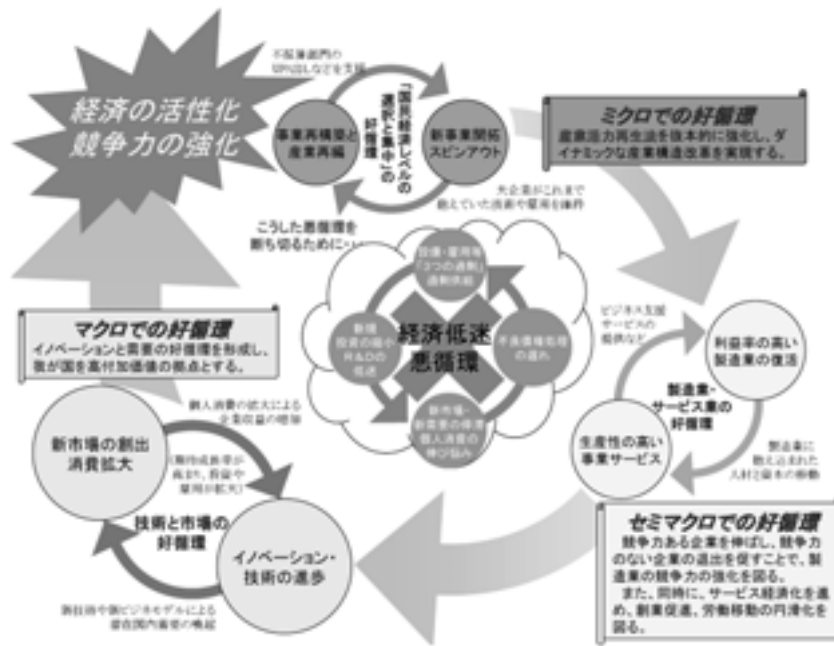 経済の活性化
競争力の強化
不採算部門の
切り出しなどを支援
事業再構築と
産業再編
「国民経済レベルの
選択と集中」の
好循環
新事業開拓
スピンアウト
大企業がこれまで
抱えていた技術や雇用を解放
ミクロでの好循環
産業活力再生法を抜本的に強化し、ダ
イナミックな産業構造改革を実現する。
こうした悪循環を
断ち切るために・・・
設備・雇用等
「3つの過剰」
過剰供給
不良債権処理
の遅れ
新市場・
新需要の停滞
個人消費の
伸び悩み
新規
投資の縮小
R&Dの
低迷
経済低迷
悪循環
ビジネス支援
サービスの
提供など
利益率の高い
製造業の復活
製造業・
サービス業の
好循環
生産性の高い
事業サービス
製造業に
抱え込まれた
人材と資本の移動
セミマクロでの好循環
競争力ある企業を伸ばし、競争力
のない企業の退出を促すことで、製
造業の競争力の強化を図る。
また、同時に、サービス経済化を進
め、創業促進、労働移動の円滑化を
図る。
マクロでの好循環
イノベーションと需要の好循環を形成し、
我が国を高付加価値の拠点とする。
新市場の創出
消費拡大
個人消費の拡大による
企業収益の増加
（期待成長率が
高まり、投資や
雇用が拡大）
技術と市場の
好循環
イノベーション・
技術の進歩
新技術や新ビジネスモデルによる
潜在国内需要の喚起